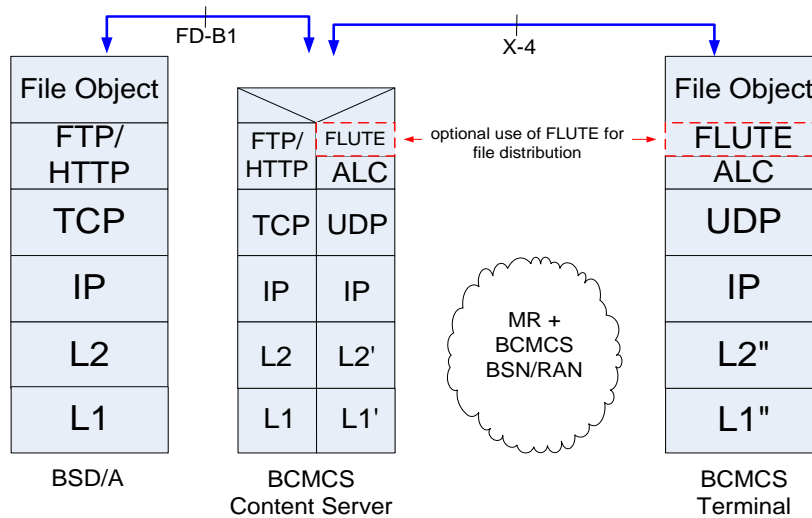 FD-B1
X-4
File Object
FTP/
HTTP
TCP
IP
L2
L1
BSD/A
FTP/
HTTP
TCP
IP
L2
L1
FLUTE
ALC
UDP
IP
L2'
L1'
BCMCS
Content Server
optional use of FLUTE for
file distribution
MR +
BCMCS
BSN/RAN
File Object
FLUTE
ALC
UDP
IP
L2"
L1"
BCMCS
Terminal